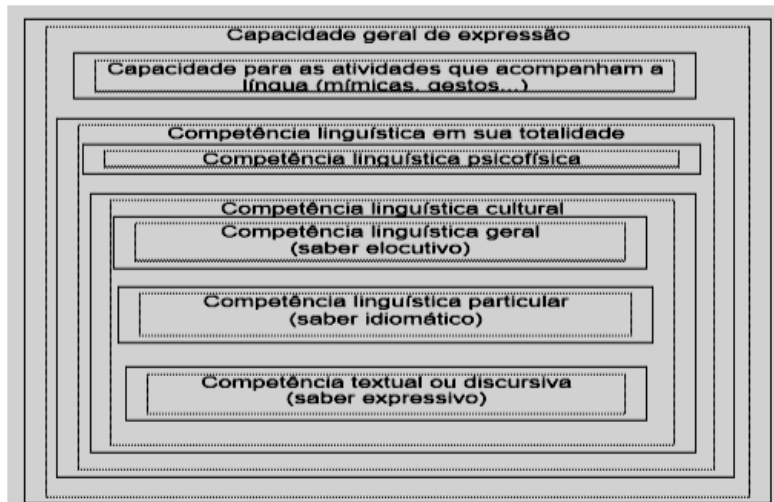 Capacidade geral de expressão
Capacidade para as atividades que acompanham a
língua (mímicas, gestos...)
Competência linguística em sua totalidade
Competência linguística psicofísica
Competência linguística cultural
Competência linguística geral
(saber elocutivo)
Competência linguística particular
(saber idiomático)
Competência textual ou discursiva
(saber expressivo)